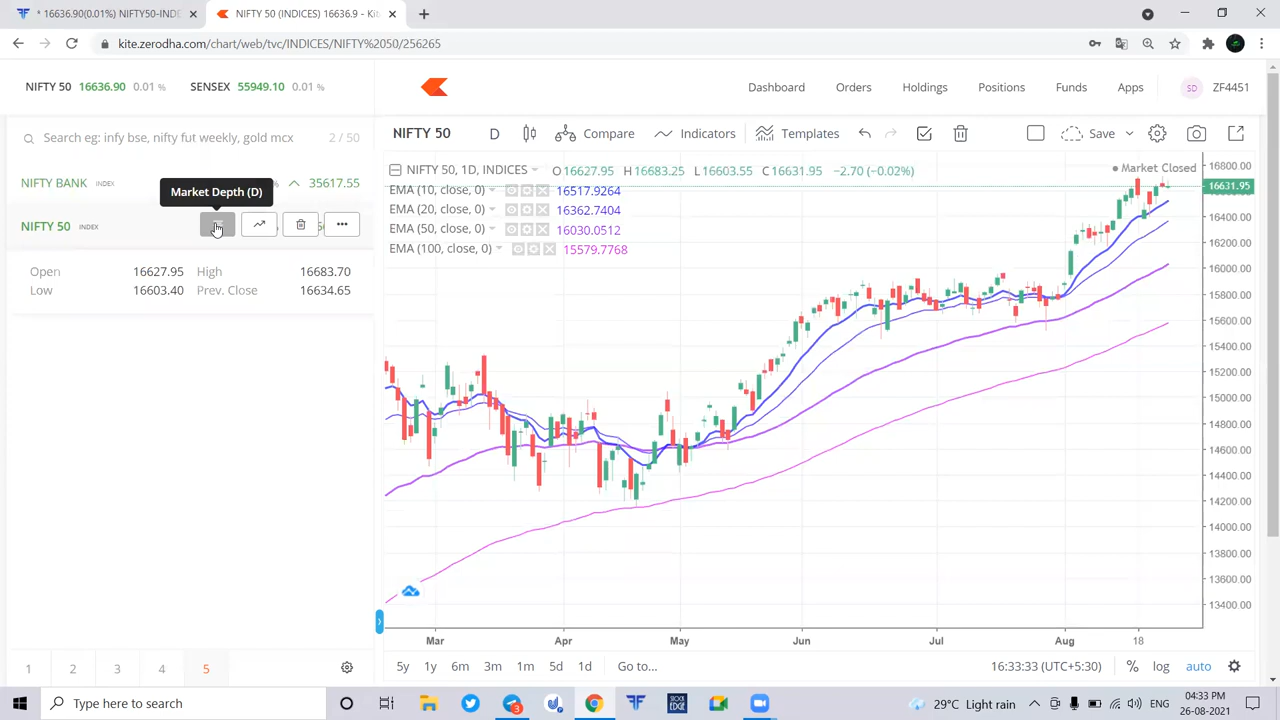 * 16636.90(0.01%) NIFTY50-INDE
NIFTY 50 (INDICES) 16636.9 - Kit
kite.zerodha.com/chart/web/tvc/INDICES/NIFTY%2050/256265
NIFTY 50 16636.90 0.01 % SENSEX 55949.10 0.01 %
Dashboard Orders Holdings Positions Funds Apps SD ZF4451
Search eg: infy bse, nifty fut weekly, gold mcx 2 / 50
NIFTY 50 D Compare Indicators Templates Save
NIFTY BANK INDEX % 35617.55
Market Depth (D)
NIFTY 50 INDEX
Open 16627.95 High 16683.70
Low 16603.40 Prev. Close 16634.65
NIFTY 50, 1D, INDICES O16627.95 H16683.25 L16603.55 C16631.95 −2.70 (−0.02%)
Market Closed
EMA (10, close, 0) 16517.9264
EMA (20, close, 0) 16362.7404
EMA (50, close, 0) 16030.0512
EMA (100, close, 0) 15579.7768
16800.00
16631.95
16400.00
16200.00
16000.00
15800.00
15600.00
15400.00
15200.00
15000.00
14800.00
14600.00
14400.00
14200.00
14000.00
13800.00
13600.00
13400.00
Mar Apr May Jun Jul Aug 18
1 2 3 4 5
5y 1y 6m 3m 1m 5d 1d Go to... 16:33:33 (UTC+5:30) % log auto
Type here to search
3
29°C Light rain ENG
04:33 PM
26-08-2021
STOCK
EDGE